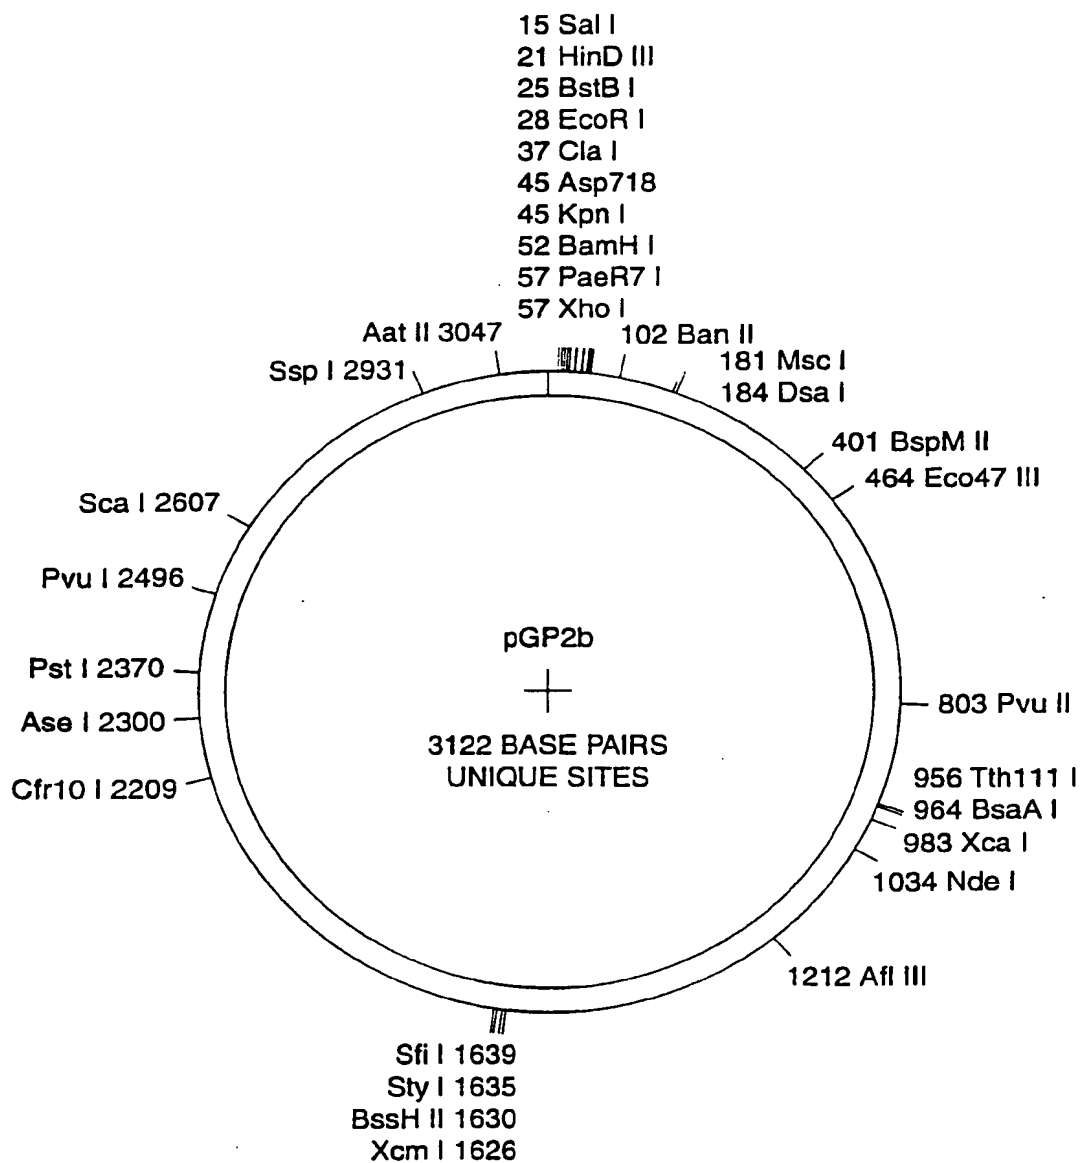 15 Sal I
21 HinD III
25 BstB I
28 EcoR I
37 Cla I
45 Asp718
45 Kpn I
52 BamH I
57 PaeR7 I
57 Xho I
Aat II 3047
102 Ban II
Ssp I 2931
181 Msc I
184 Dsa I
401 BspM II
464 Eco47 III
Sca I 2607
Pvu I 2496
pGP2b
Pst I 2370
803 Pvu II
Ase I 2300
3122 BASE PAIRS
UNIQUE SITES
Cfr10 I 2209
956 Tth111 I
964 BsaA I
983 Xca I
1034 Nde I
1212 Afl III
Sfi I 1639
Sty I 1635
BssH II 1630
Xcm I 1626